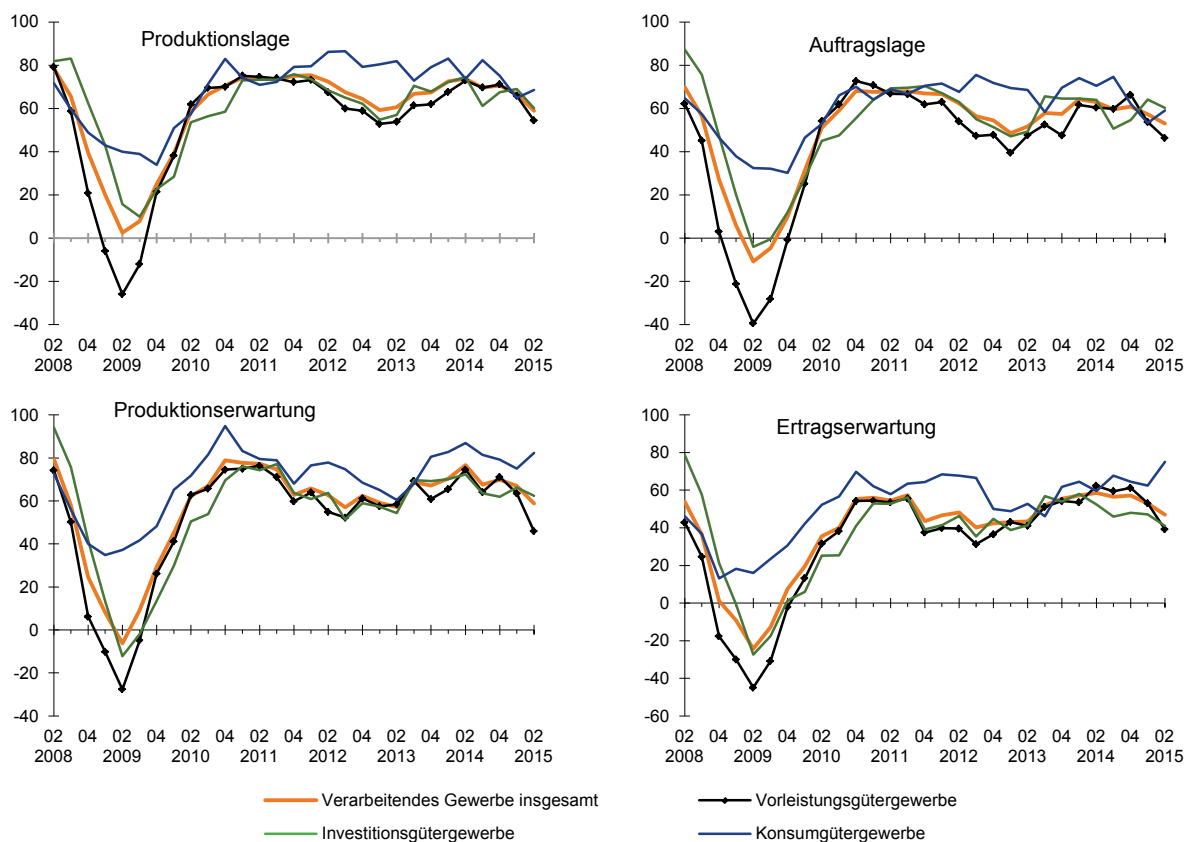 Produktionslage
100
80
60
40
20
0
-20
-40
02 04 02 04 02 04 02 04 02 04 02 04 02 04 02
2008 2009 2010 2011 2012 2013 2014 2015
Auftragslage
100
80
60
40
20
0
-20
-40
02 04 02 04 02 04 02 04 02 04 02 04 02 04 02
2008 2009 2010 2011 2012 2013 2014 2015
Produktionserwartung
100
80
60
40
20
0
-20
-40
02 04 02 04 02 04 02 04 02 04 02 04 02 04 02
2008 2009 2010 2011 2012 2013 2014 2015
Ertragserwartung
100
80
60
40
20
0
-20
-40
-60
02 04 02 04 02 04 02 04 02 04 02 04 02 04 02
2008 2009 2010 2011 2012 2013 2014 2015
Verarbeitendes Gewerbe insgesamt
Vorleistungsgütergewerbe
Investitionsgütergewerbe
Konsumgütergewerbe